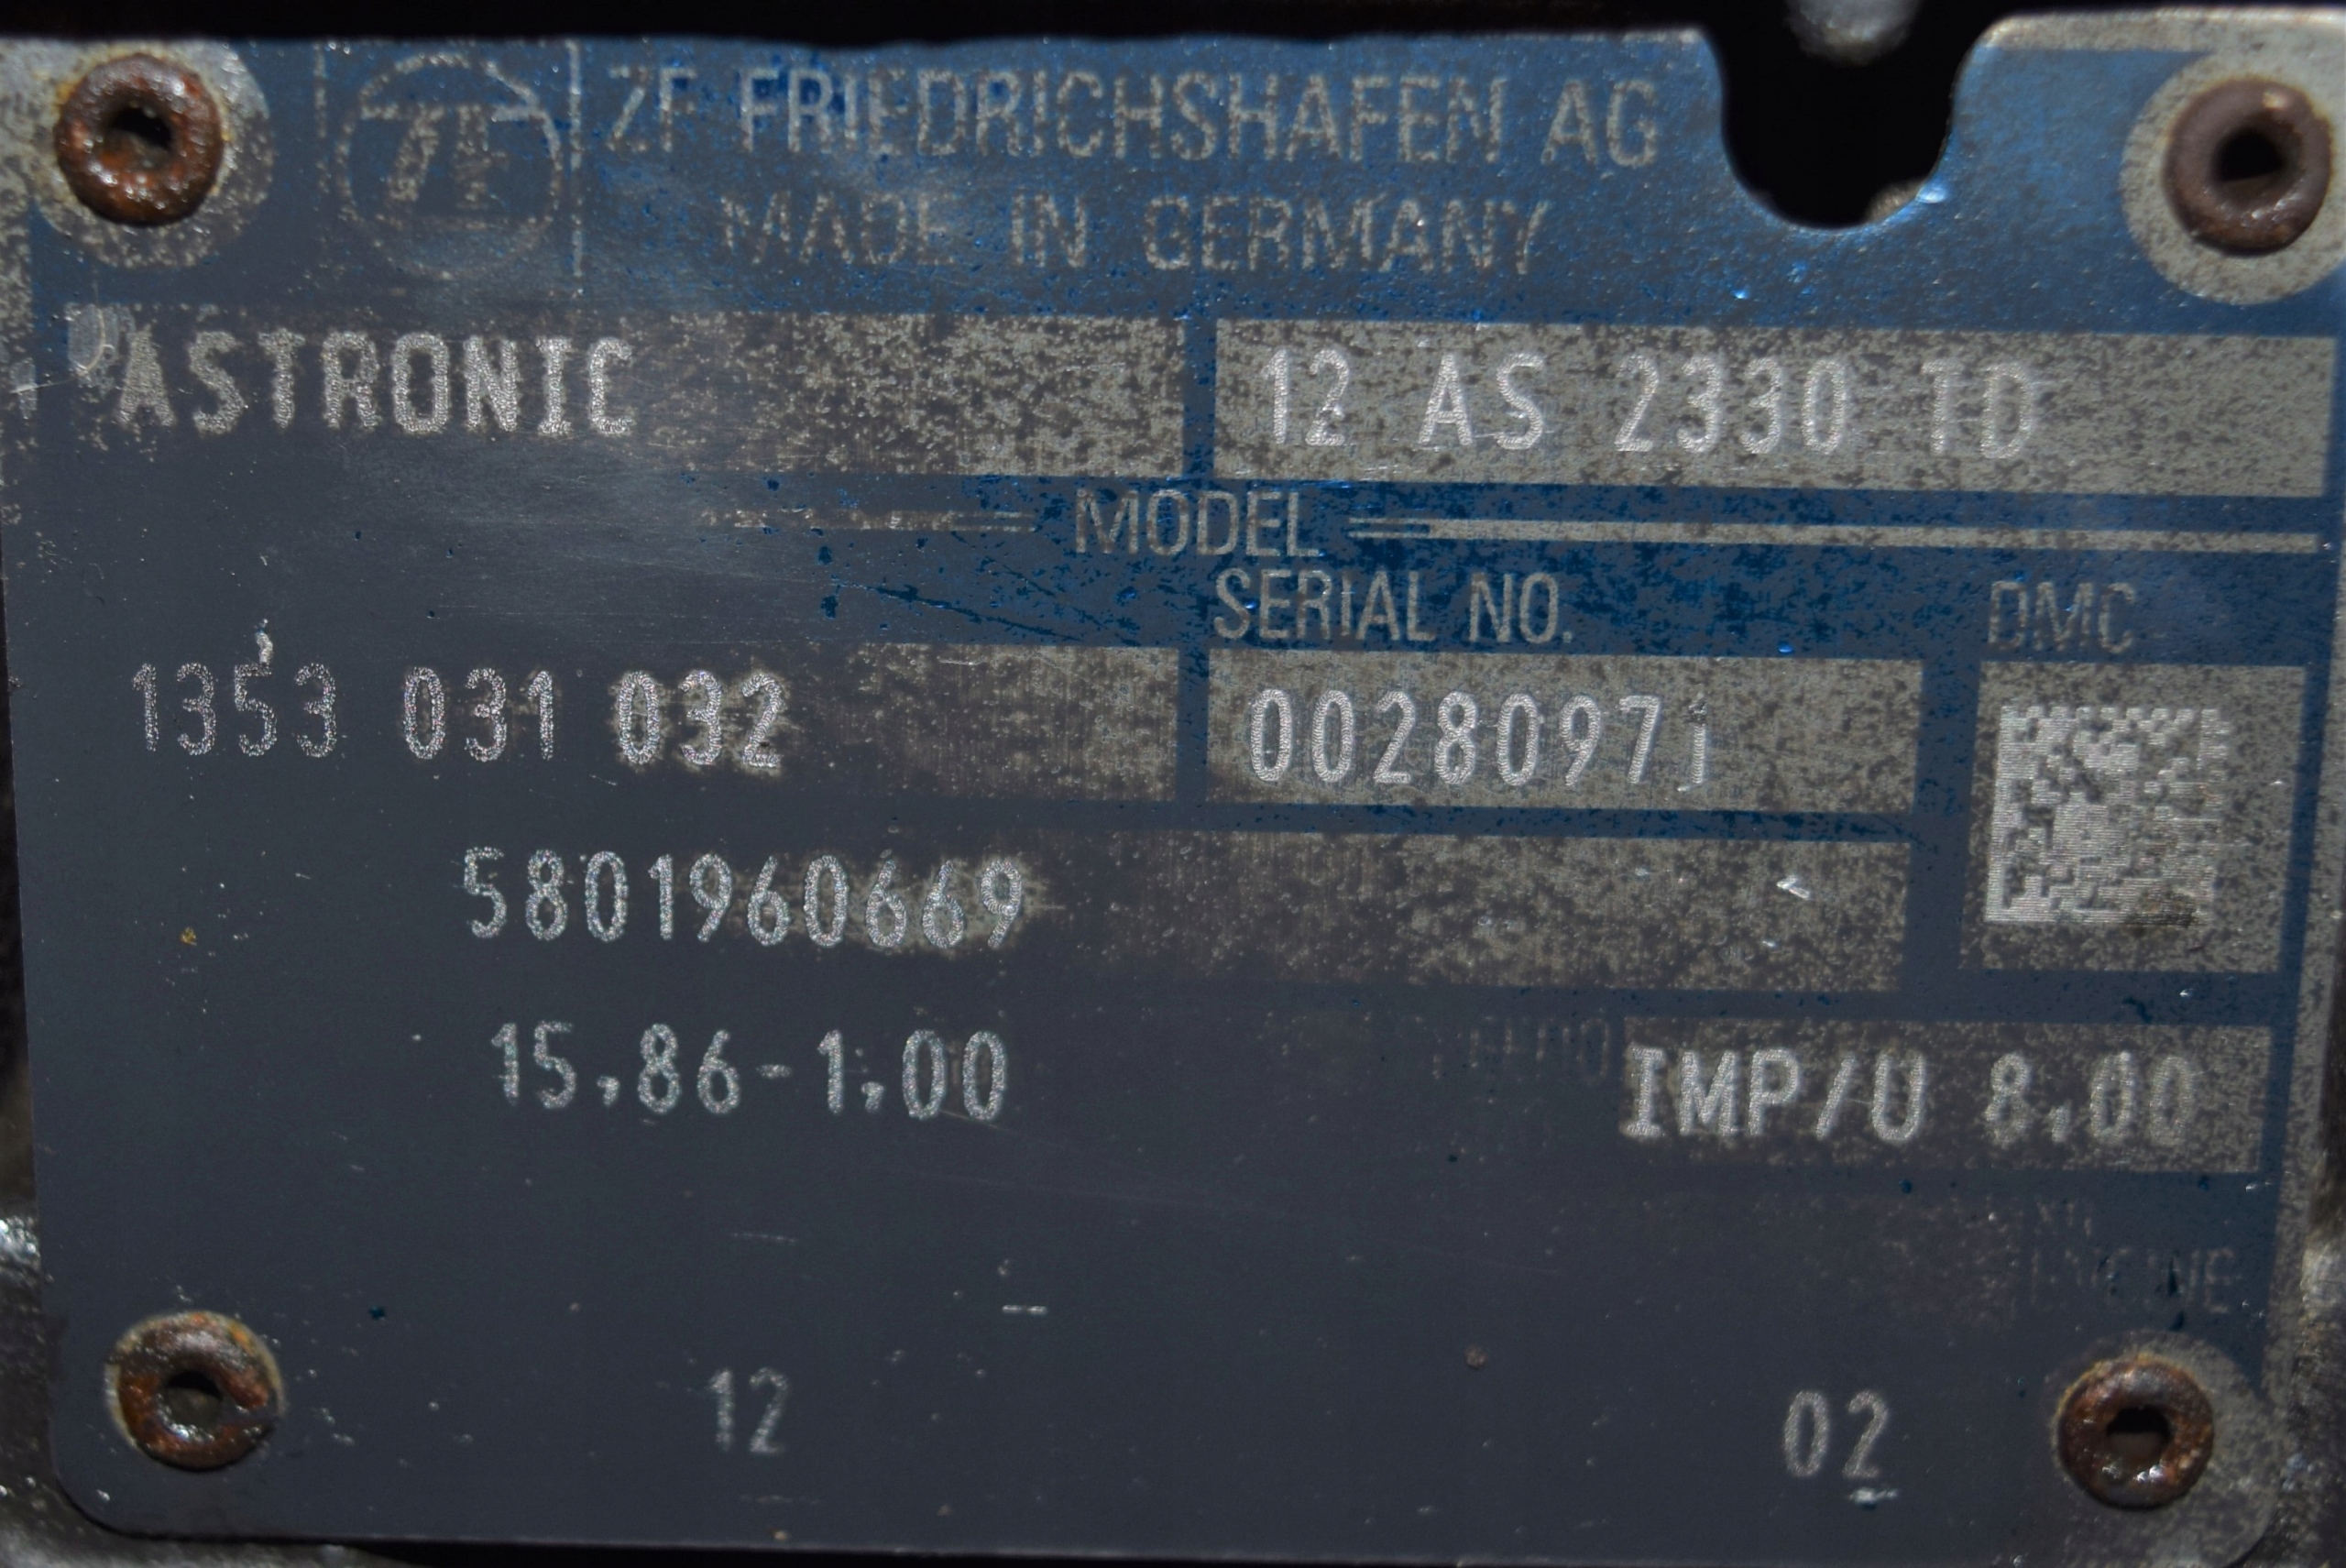 ZF ZF FRIEDRICHSHAFEN AG
MADE IN GERMANY
ASTRONIC 12 AS 2330 TD
MODEL
SERIAL NO. DMC
1353 031 032 0028097
5801960669
15,86-1,00 IMP/U 8,00
12 02